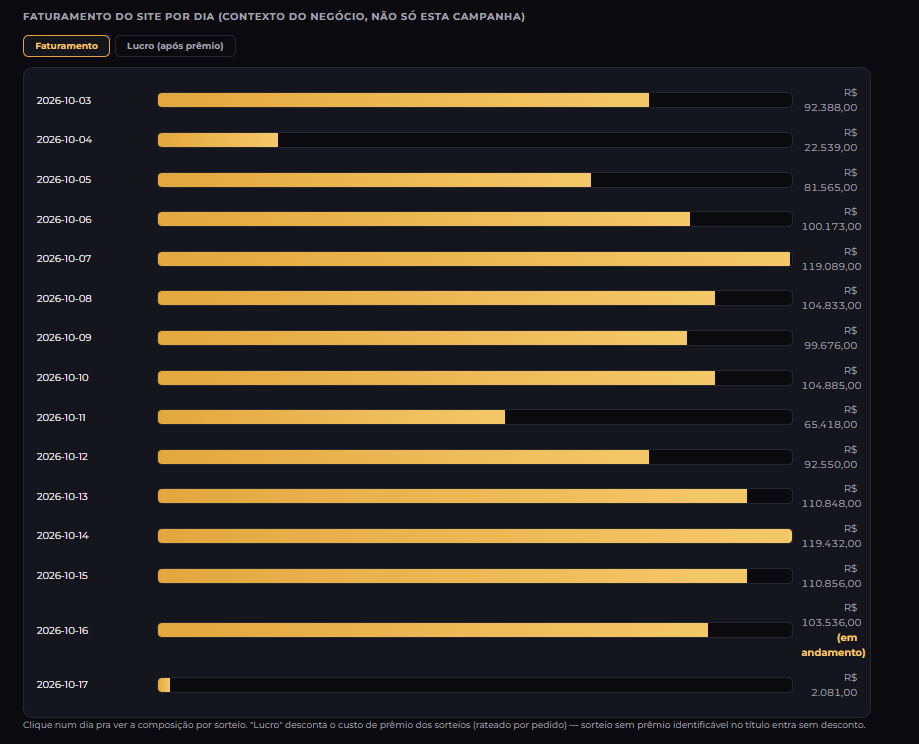 FATURAMENTO DO SITE POR DIA (CONTEXTO DO NEGÓCIO, NÃO SÓ ESTA CAMPANHA)
Faturamento
Lucro (após prêmio)
2026-10-03
R$
92.388,00
2026-10-04
R$
22.539,00
2026-10-05
R$
81.565,00
2026-10-06
R$
100.173,00
2026-10-07
R$
119.089,00
2026-10-08
R$
104.833,00
2026-10-09
R$
99.676,00
2026-10-10
R$
104.885,00
2026-10-11
R$
65.418,00
2026-10-12
R$
92.550,00
2026-10-13
R$
110.848,00
2026-10-14
R$
119.432,00
2026-10-15
R$
110.856,00
2026-10-16
R$
103.536,00
(em
andamento)
2026-10-17
R$
2.081,00
Clique num dia pra ver a composição por sorteio. "Lucro" desconta o custo de prêmio dos sorteios (rateado por pedido) — sorteio sem prêmio identificável no título entra sem desconto.